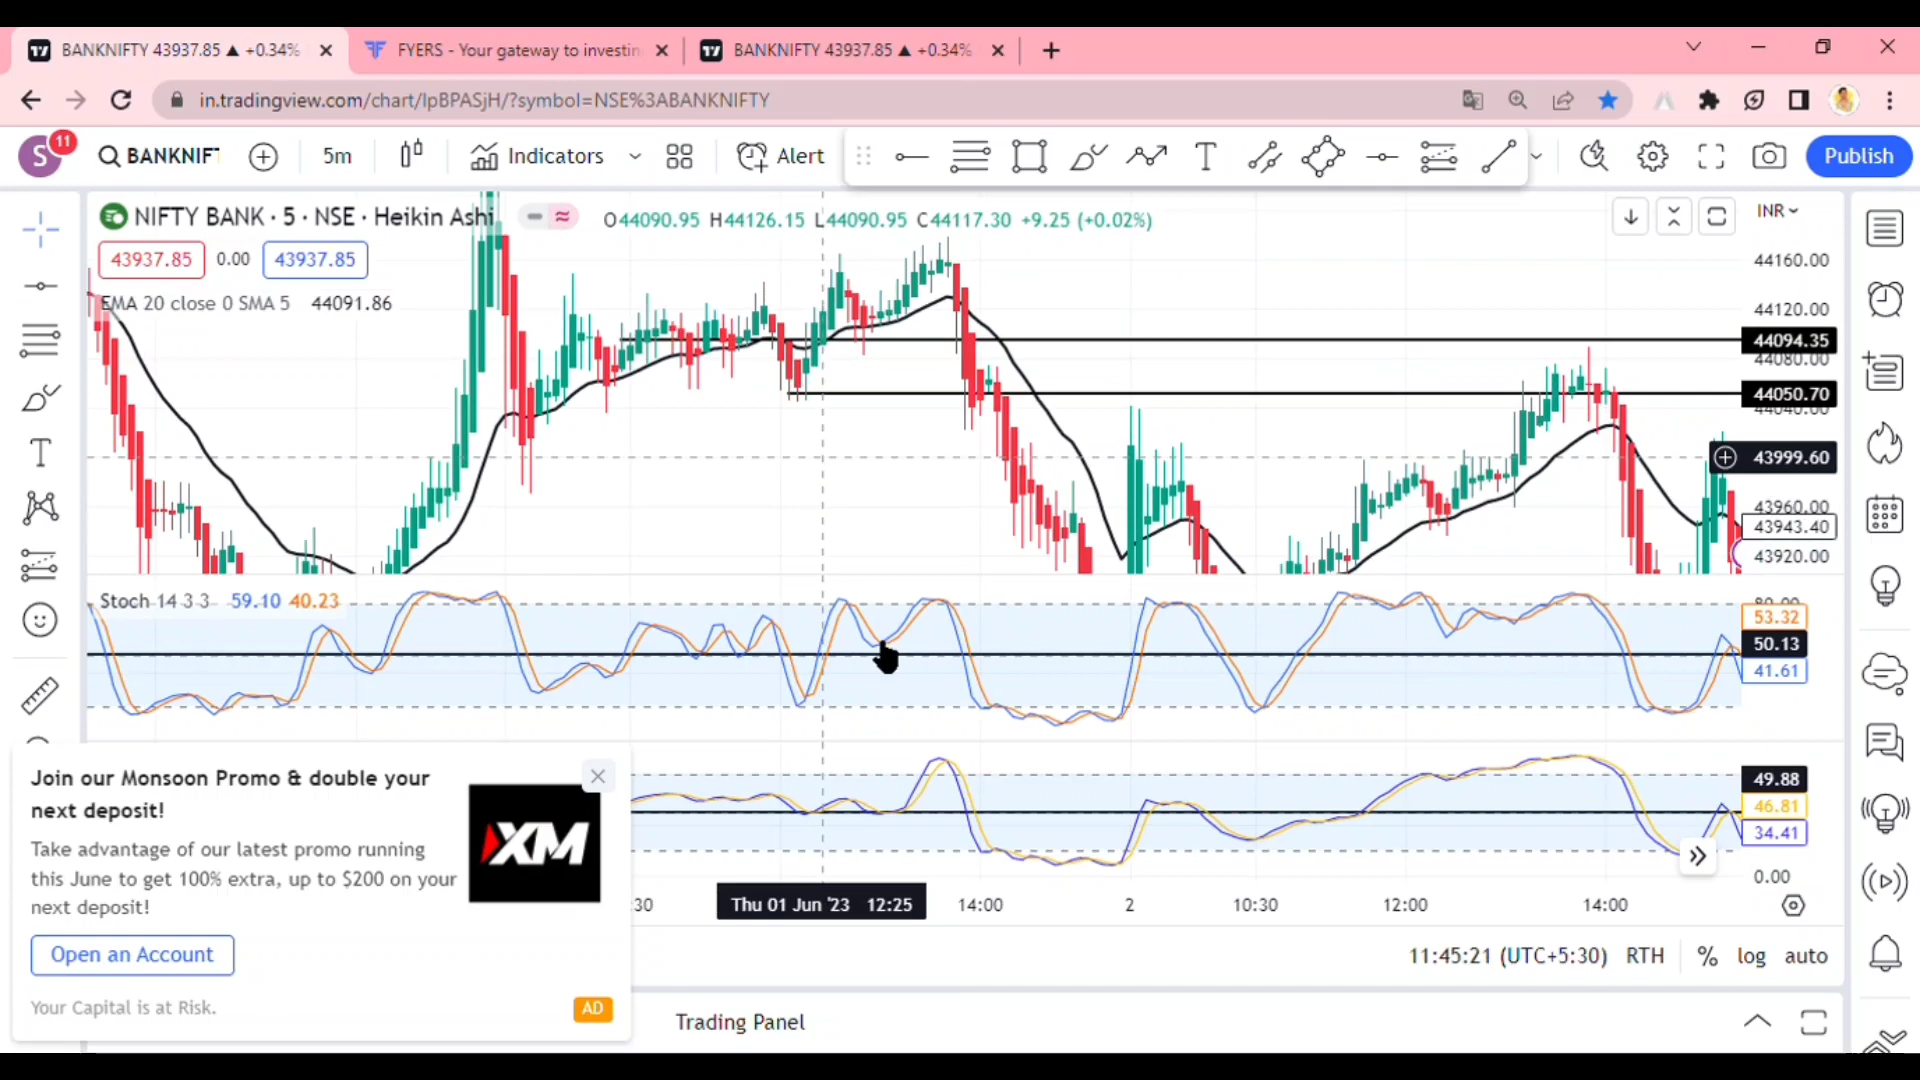 BANKNIFTY 43937.85 ▲ +0.34%
FYERS - Your gateway to investin
BANKNIFTY 43937.85 ▲ +0.34%
in.tradingview.com/chart/lpBPASjH/?symbol=NSE%3ABANKNIFTY
S 11
BANKNIF
5m
Indicators
Alert
Publish
NIFTY BANK · 5 · NSE · Heikin Ashi
O44090.95 H44126.15 L44090.95 C44117.30 +9.25 (+0.02%)
INR
43937.85 0.00 43937.85
EMA 20 close 0 SMA 5 44091.86
44160.00
44120.00
44094.35
44080.00
44050.70
44040.00
43999.60
43960.00
43943.40
43920.00
Stoch 14 3 3 59.10 40.23
80.00
53.32
50.13
41.61
49.88
46.81
34.41
0.00
Join our Monsoon Promo & double your
next deposit!
Take advantage of our latest promo running
this June to get 100% extra, up to $200 on your
next deposit!
XM
Open an Account
Your Capital is at Risk.
AD
:30
Thu 01 Jun '23 12:25
14:00
2
10:30
12:00
14:00
11:45:21 (UTC+5:30) RTH % log auto
Trading Panel